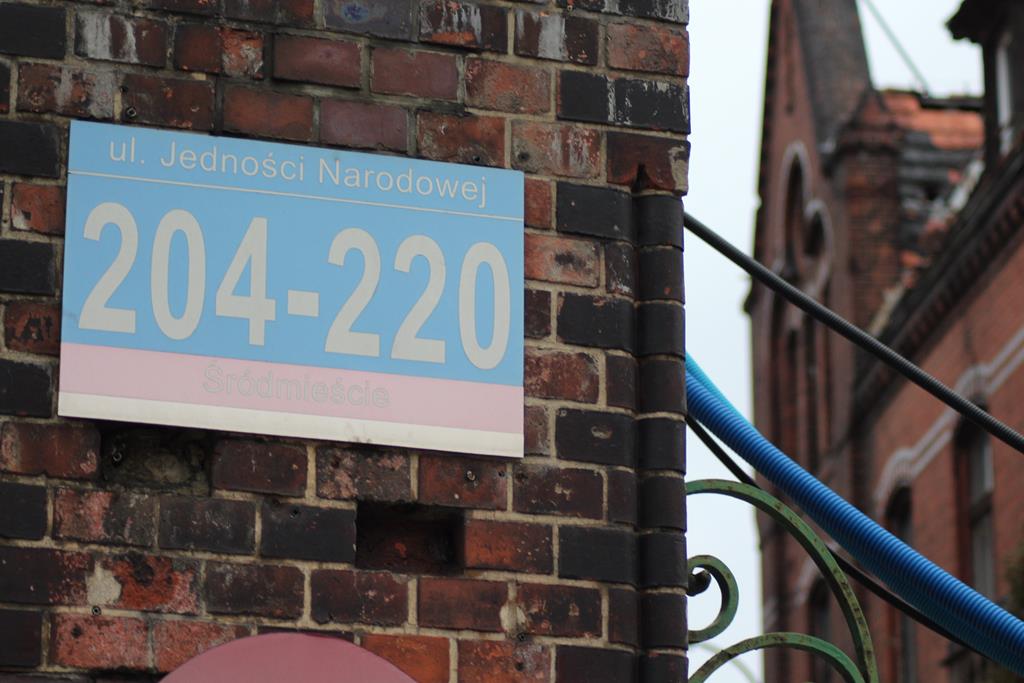 ul. Jedności Narodowej
204-220
Śródmieście